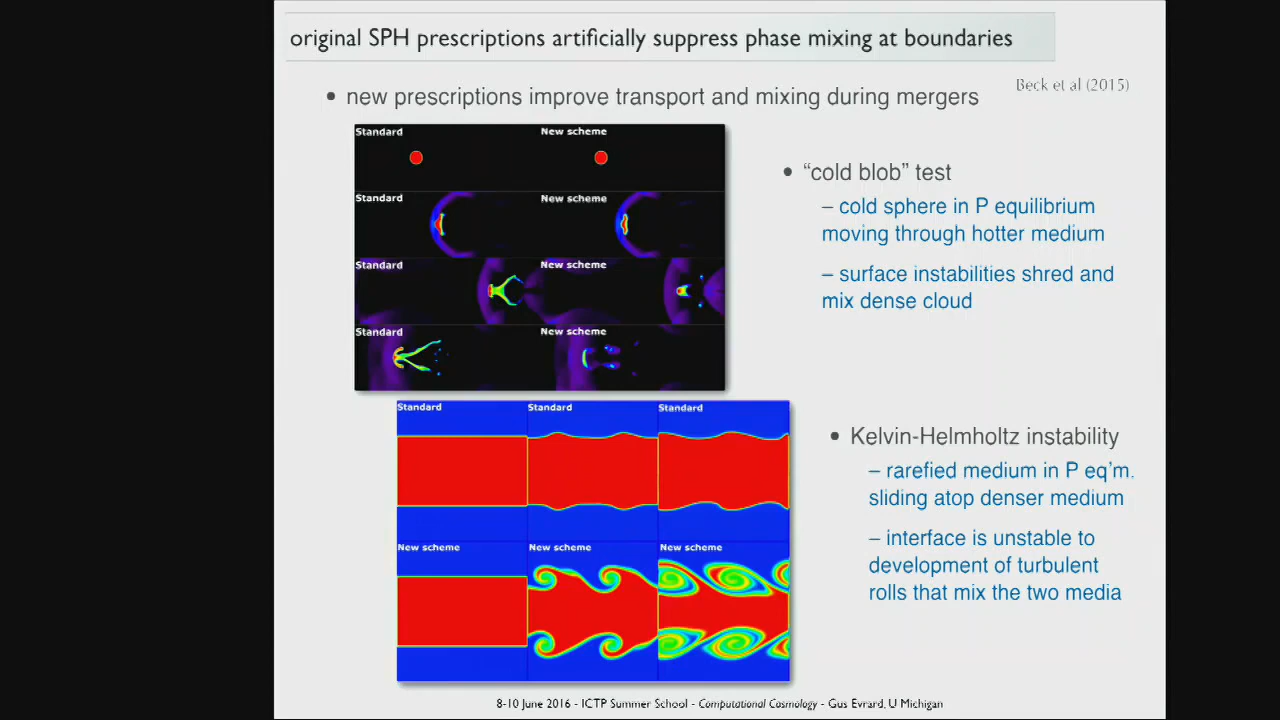 original SPH prescriptions artificially suppress phase mixing at boundaries
Beck et al (2015)
• new prescriptions improve transport and mixing during mergers
Standard
New scheme
Standard
New scheme
Standard
New scheme
Standard
New scheme
• “cold blob” test
– cold sphere in P equilibrium
moving through hotter medium
– surface instabilities shred and
mix dense cloud
Standard
Standard
Standard
New scheme
New scheme
New scheme
• Kelvin-Helmholtz instability
– rarefied medium in P eq’m.
sliding atop denser medium
– interface is unstable to
development of turbulent
rolls that mix the two media
8-10 June 2016 - ICTP Summer School - Computational Cosmology - Gus Evrard, U Michigan